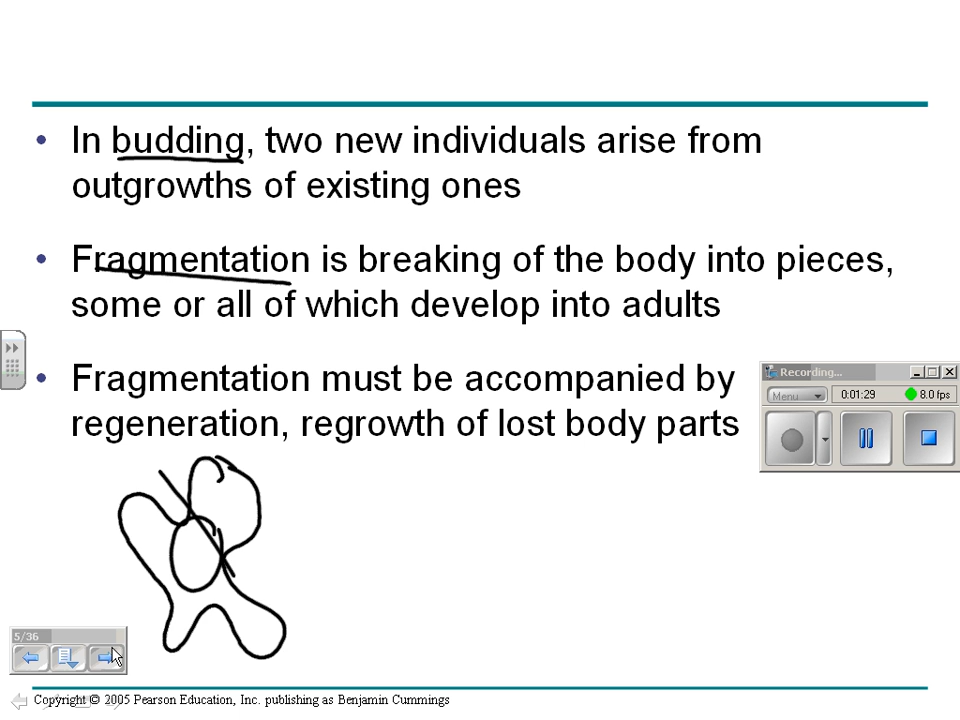 • In budding, two new individuals arise from
outgrowths of existing ones
• Fragmentation is breaking of the body into pieces,
some or all of which develop into adults
• Fragmentation must be accompanied by
regeneration, regrowth of lost body parts
Recording...
Menu 0:01:29 8.0 fps
5/36
Copyright © 2005 Pearson Education, Inc. publishing as Benjamin Cummings